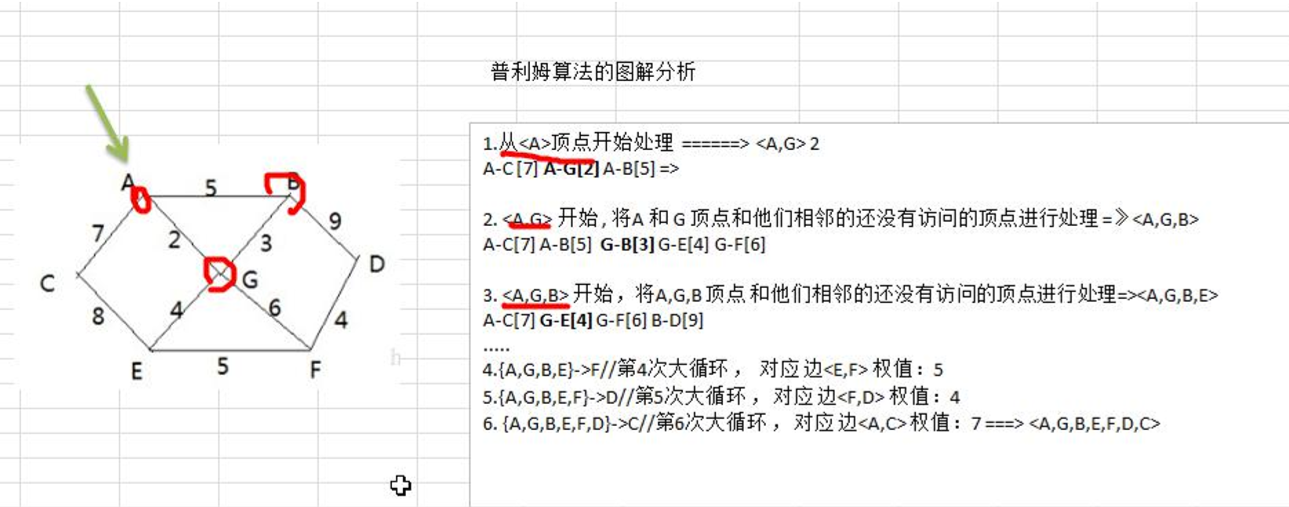 普利姆算法的图解分析
1.从<A>顶点开始处理 ======> <A,G> 2
A-C [7] A-G[2] A-B[5] =>
2. <A,G> 开始 , 将A 和 G 顶点和他们相邻的还没有访问的顶点进行处理 =》<A,G,B>
A-C[7] A-B[5] G-B[3] G-E[4] G-F[6]
3. <A,G,B> 开始，将A,G,B 顶点 和他们相邻的还没有访问的顶点进行处理=><A,G,B,E>
A-C[7] G-E[4] G-F[6] B-D[9]
.....
4.{A,G,B,E}->F//第4次大循环 ， 对应边<E,F> 权值：5
5.{A,G,B,E,F}->D//第5次大循环 ， 对应边<F,D> 权值：4
6. {A,G,B,E,F,D}->C//第6次大循环 ， 对应边<A,C> 权值：7 ===> <A,G,B,E,F,D,C>
A
5
B
9
7
2
3
D
C
G
8
4
6
4
E
5
F
h